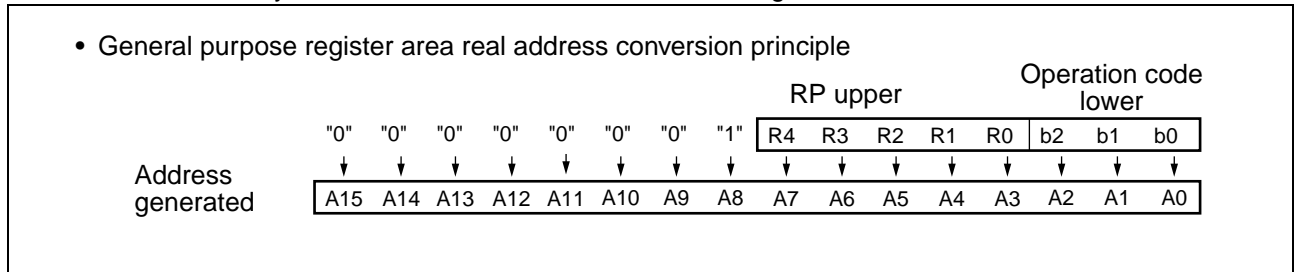 • General purpose register area real address conversion principle
Operation code
RP upper lower
"0" "0" "0" "0" "0" "0" "0" "1" R4 R3 R2 R1 R0 b2 b1 b0
Address
generated
A15 A14 A13 A12 A11 A10 A9 A8 A7 A6 A5 A4 A3 A2 A1 A0